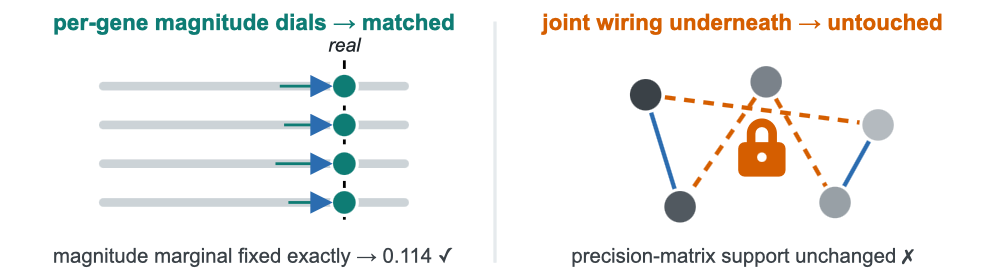 per-gene magnitude dials → matched
real
magnitude marginal fixed exactly → 0.114 ✓
joint wiring underneath → untouched
precision-matrix support unchanged ✗